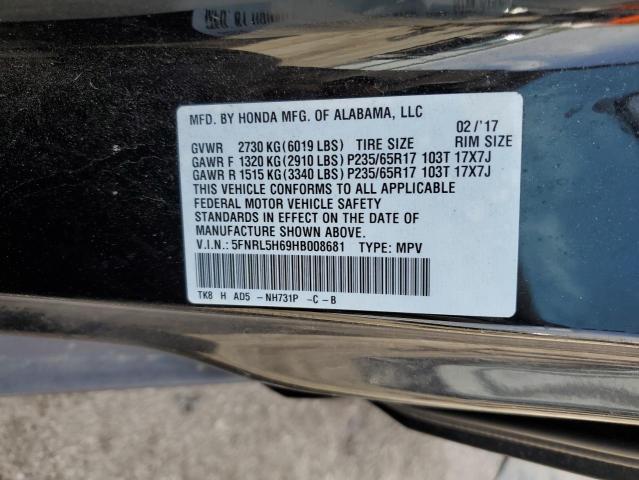 MFD. BY HONDA MFG. OF ALABAMA, LLC 02/'17
GVWR 2730 KG (6019 LBS) TIRE SIZE RIM SIZE
GAWR F 1320 KG (2910 LBS) P235/65R17 103T 17X7J
GAWR R 1515 KG (3340 LBS) P235/65R17 103T 17X7J
THIS VEHICLE CONFORMS TO ALL APPLICABLE
FEDERAL MOTOR VEHICLE SAFETY
STANDARDS IN EFFECT ON THE DATE OF
MANUFACTURE SHOWN ABOVE.
V.I.N.: 5FNRL5H69HB008681 TYPE: MPV
TK8 H AD5 -NH731P -C -B